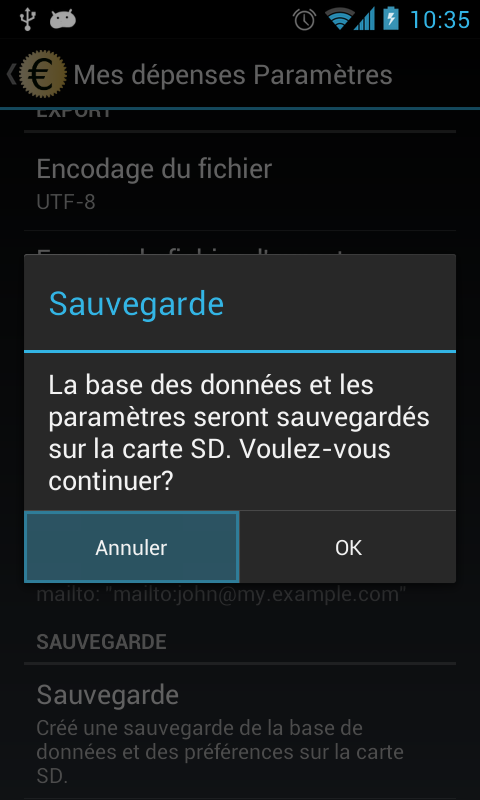 10:35
Mes dépenses Paramètres
EXPORT
Encodage du fichier
UTF-8
Sauvegarde
La base des données et les
paramètres seront sauvegardés
sur la carte SD. Voulez-vous
continuer?
Annuler
OK
mailto: "mailto:john@my.example.com"
SAUVEGARDE
Sauvegarde
Créé une sauvegarde de la base de
données et des préférences sur la carte
SD.